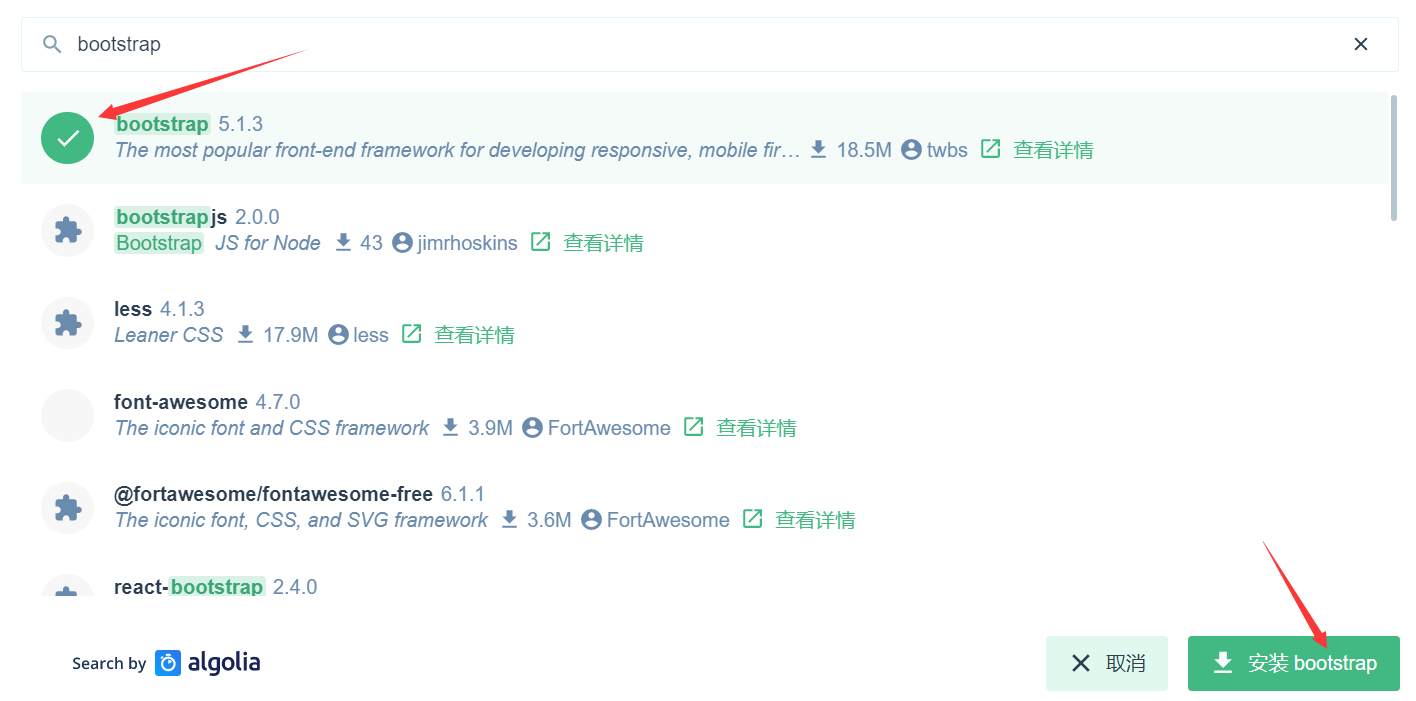 bootstrap
bootstrap 5.1.3
The most popular front-end framework for developing responsive, mobile fir… 18.5M twbs 查看详情
bootstrapjs 2.0.0
Bootstrap JS for Node 43 jimrhoskins 查看详情
less 4.1.3
Leaner CSS 17.9M less 查看详情
font-awesome 4.7.0
The iconic font and CSS framework 3.9M FortAwesome 查看详情
@fortawesome/fontawesome-free 6.1.1
The iconic font, CSS, and SVG framework 3.6M FortAwesome 查看详情
react-bootstrap 2.4.0
Search by algolia
取消
安装 bootstrap